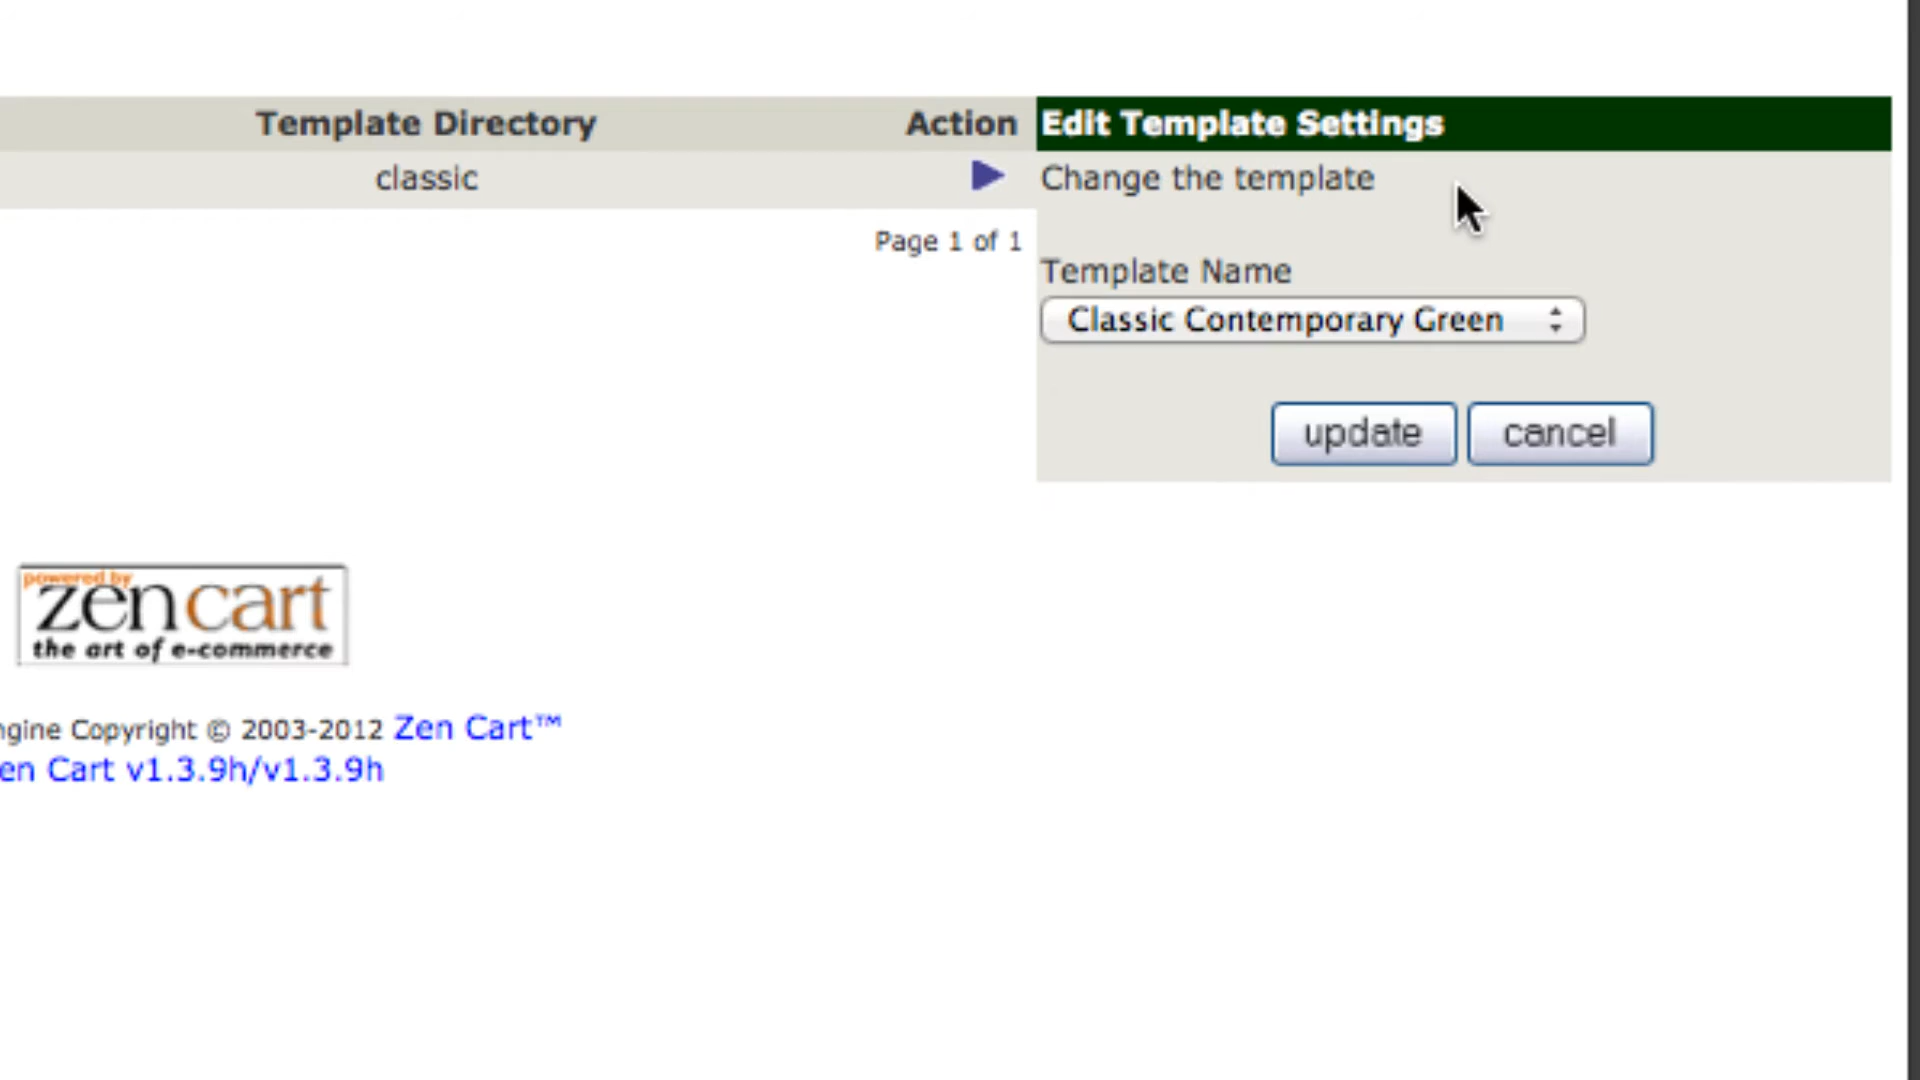 Template Directory Action Edit Template Settings
classic Change the template
Page 1 of 1
Template Name
Classic Contemporary Green
update cancel
powered by
zen cart
the art of e-commerce
ngine Copyright © 2003-2012 Zen Cart™
en Cart v1.3.9h/v1.3.9h